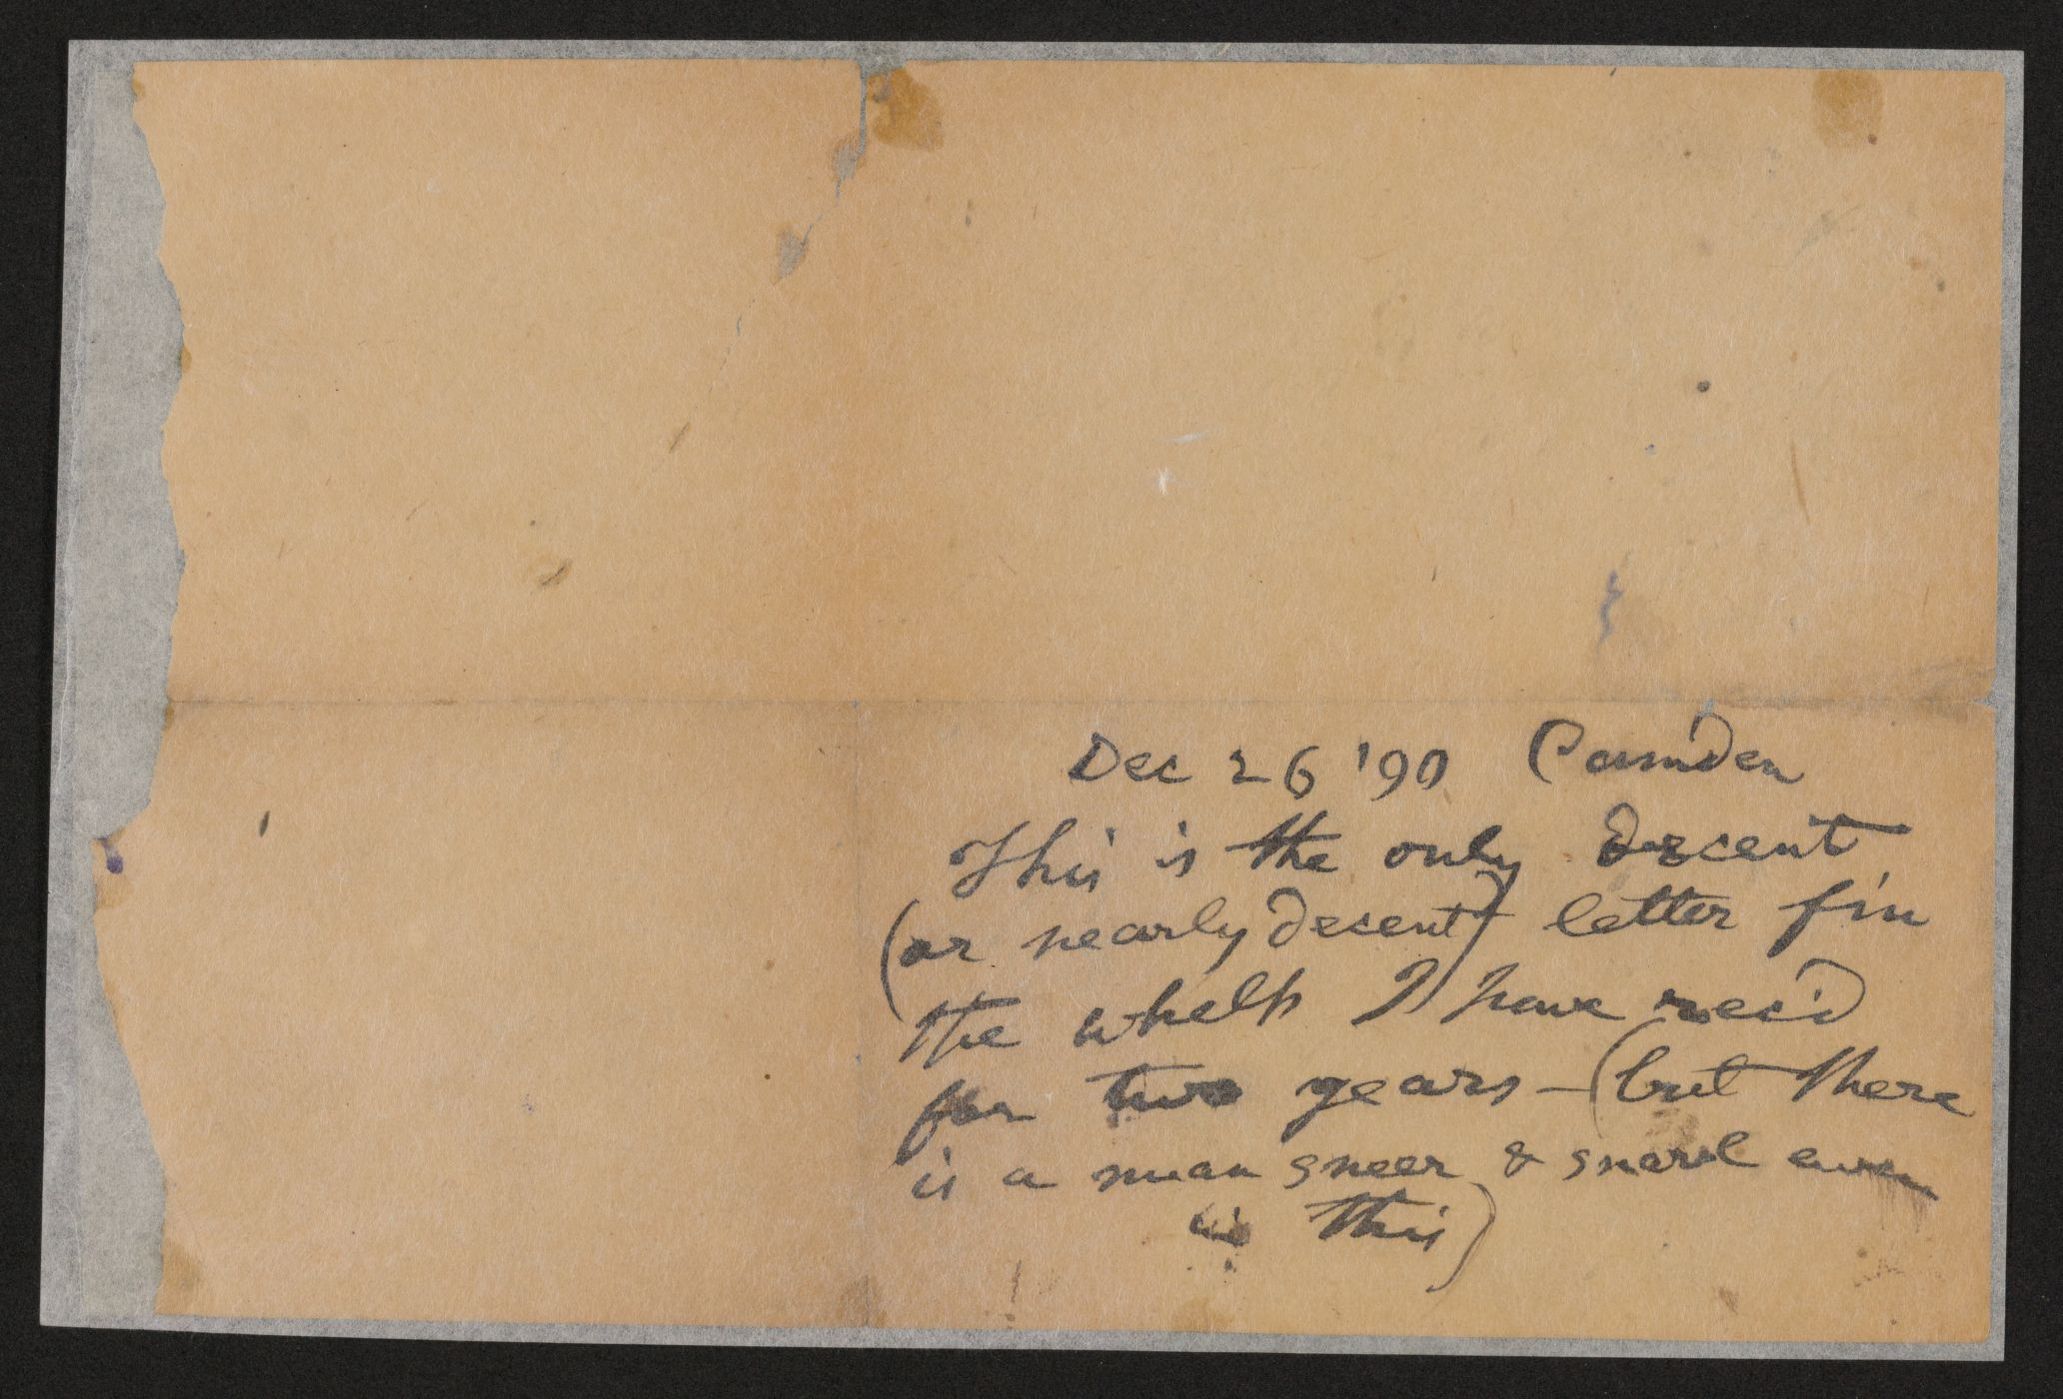 Dec 26 '90 Camden
This is the only decent
(or nearly decent) letter f'm
the whelp I have rec'd
for two years — (but there
is a mean sneer & snarl even
in this)